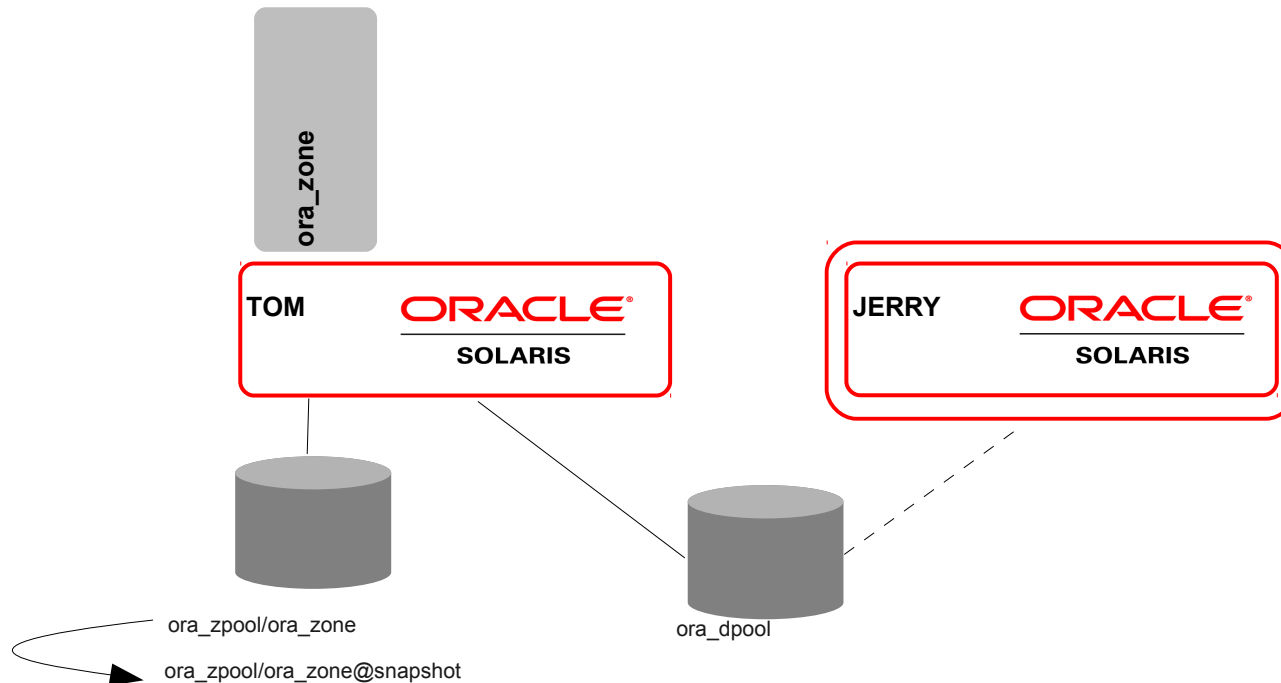 ora_zone
TOM
ORACLE®
SOLARIS
JERRY
ORACLE®
SOLARIS
ora_zpool/ora_zone
ora_dpool
ora_zpool/ora_zone@snapshot